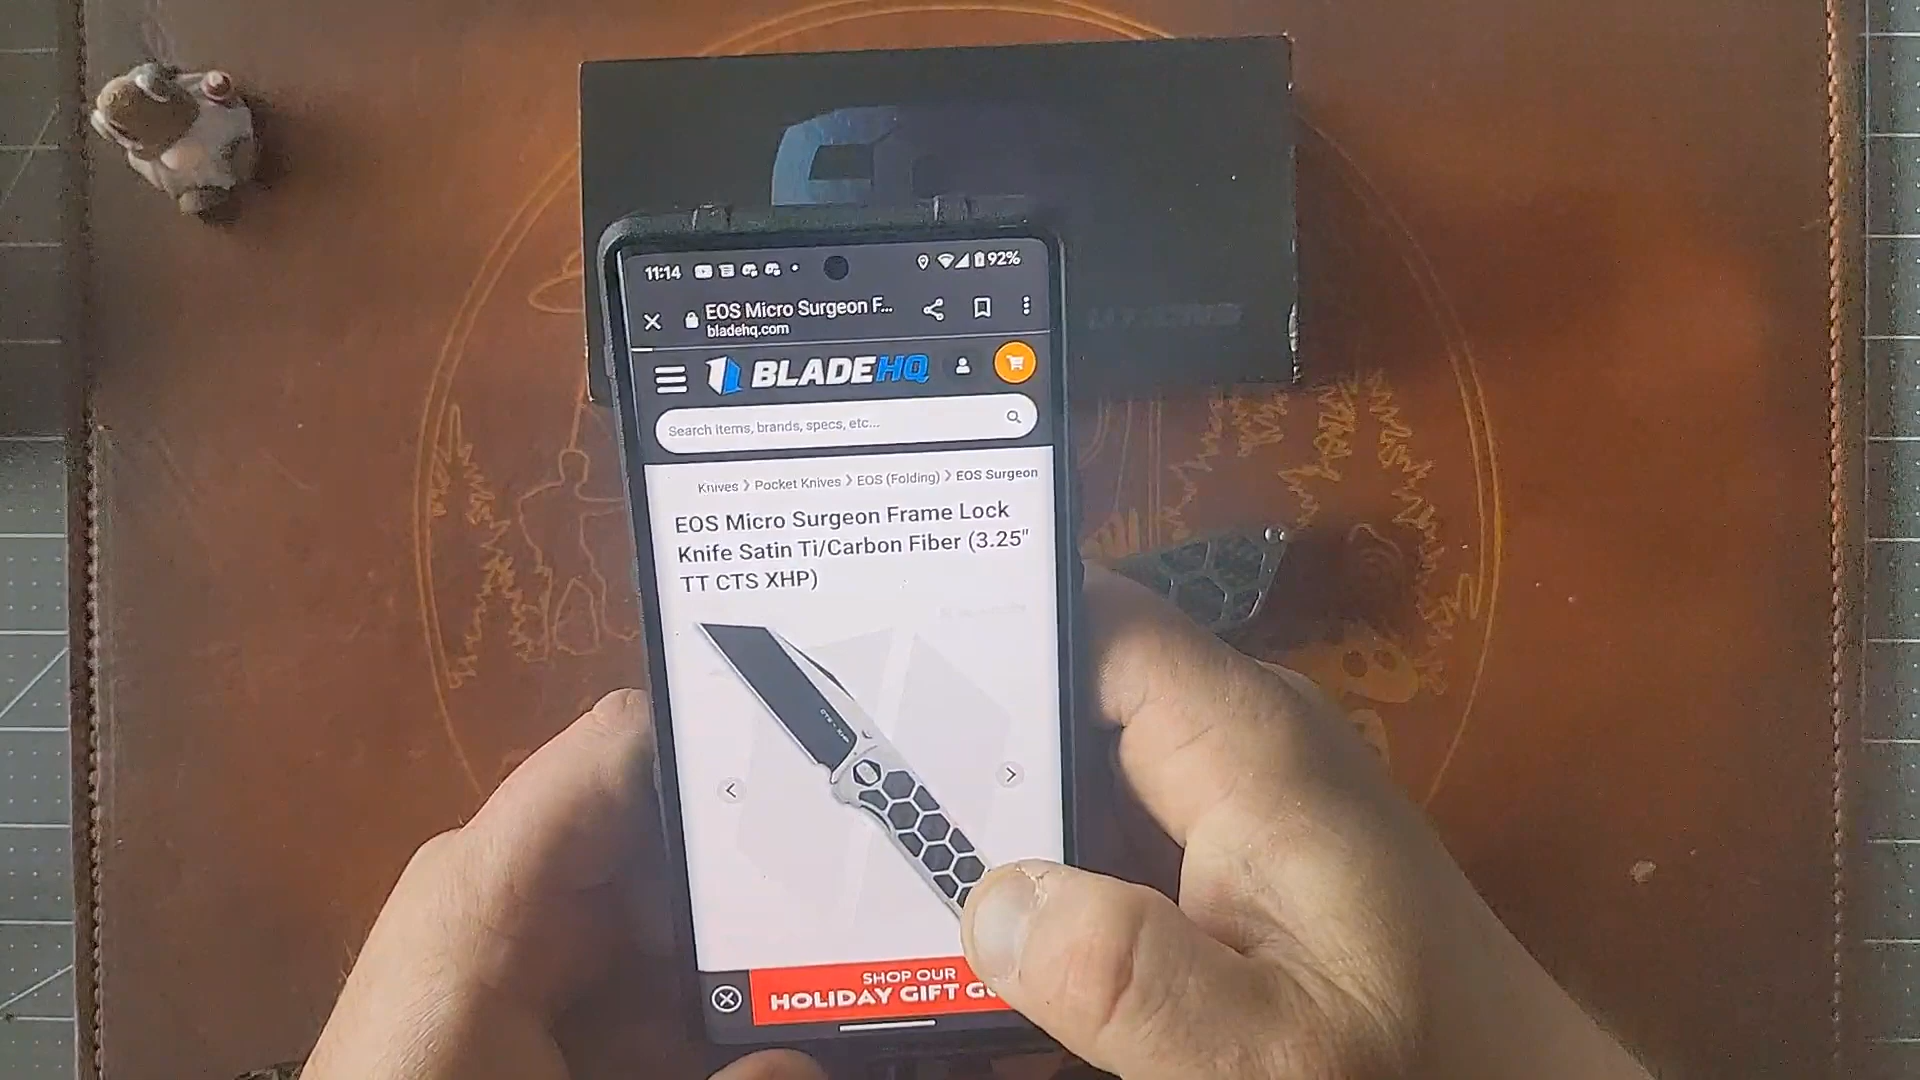 11:14
92%
EOS Micro Surgeon F...
bladehq.com
BLADEHQ
Search items, brands, specs, etc...
Knives > Pocket Knives > EOS (Folding) > EOS Surgeon
EOS Micro Surgeon Frame Lock
Knife Satin Ti/Carbon Fiber (3.25"
TT CTS XHP)
CTS-XHP
SHOP OUR
HOLIDAY GIFT